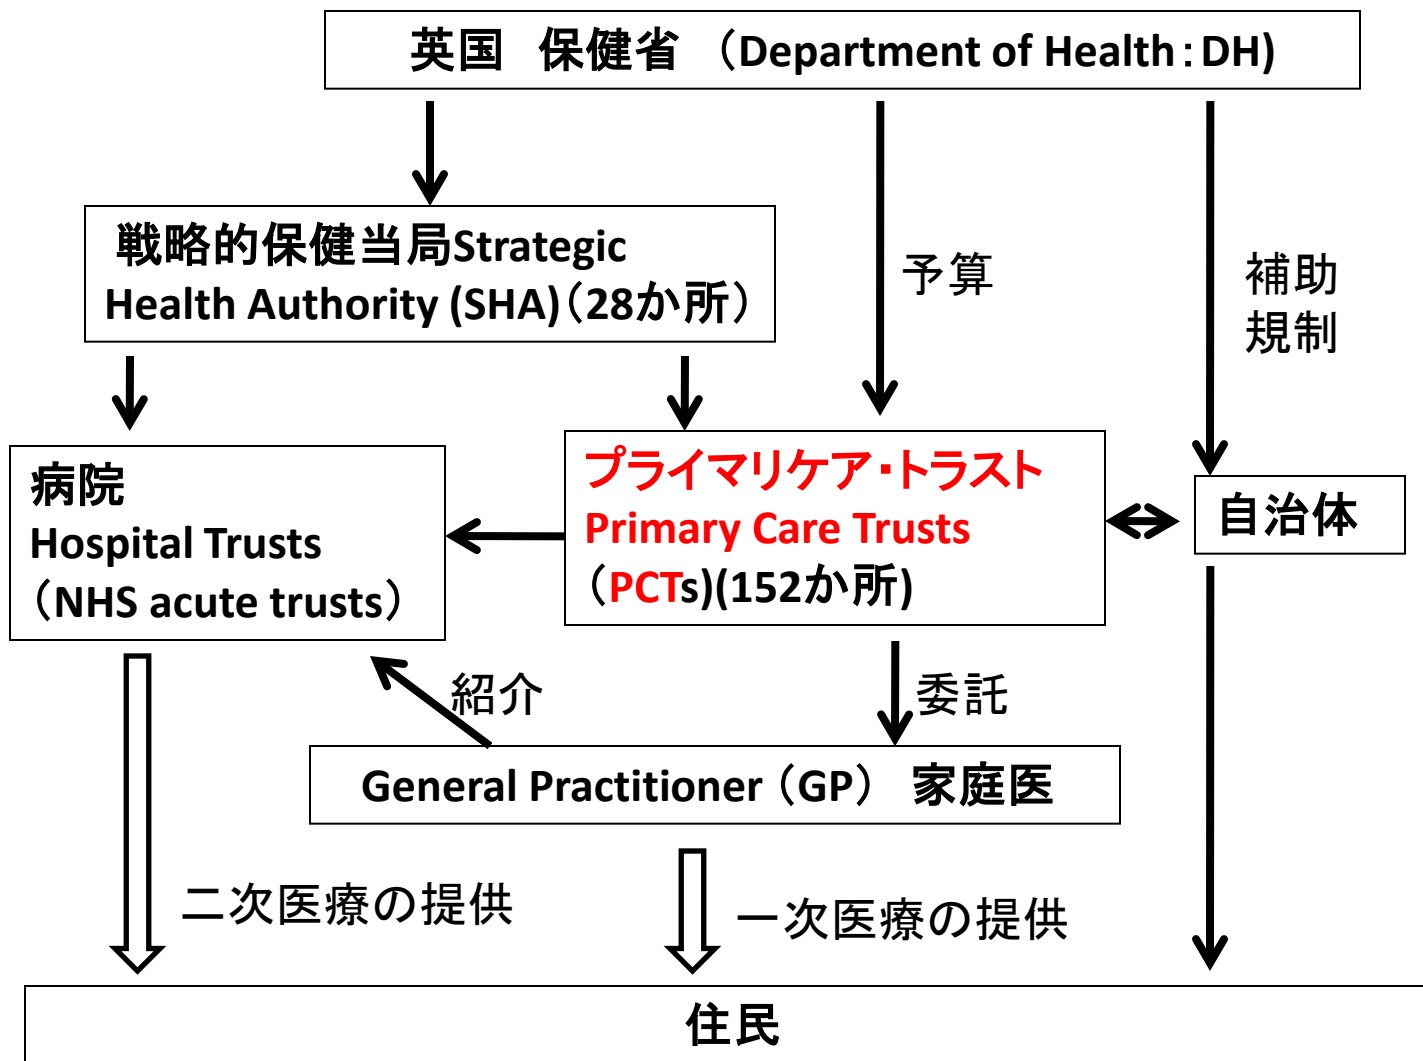 英国　保健省　（Department of Health：DH)
戦略的保健当局Strategic
Health Authority (SHA)（28か所）
予算
補助
規制
病院
Hospital Trusts
（NHS acute trusts）
プライマリケア・トラスト
Primary Care Trusts
（PCTs)(152か所)
自治体
紹介
委託
General Practitioner（GP）　家庭医
二次医療の提供
一次医療の提供
住民